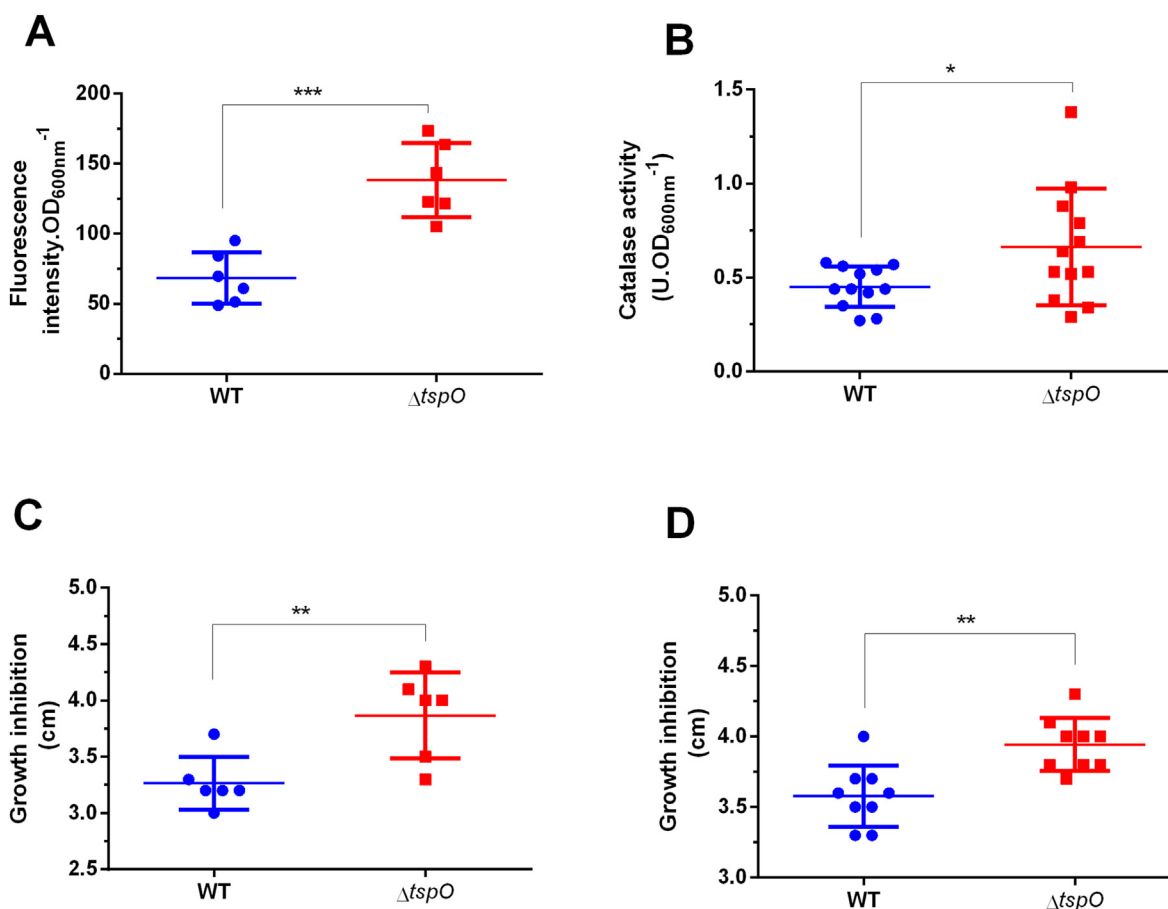 A
Fluorescence
intensity.OD600nm-1
200
150
100
50
0
***
WT
ΔtspO
B
Catalase activity
(U.OD600nm-1)
1.5
1.0
0.5
0.0
*
WT
ΔtspO
C
Growth inhibition
(cm)
5.0
4.5
4.0
3.5
3.0
2.5
**
WT
ΔtspO
D
Growth inhibition
(cm)
5.0
4.5
4.0
3.5
3.0
**
WT
ΔtspO